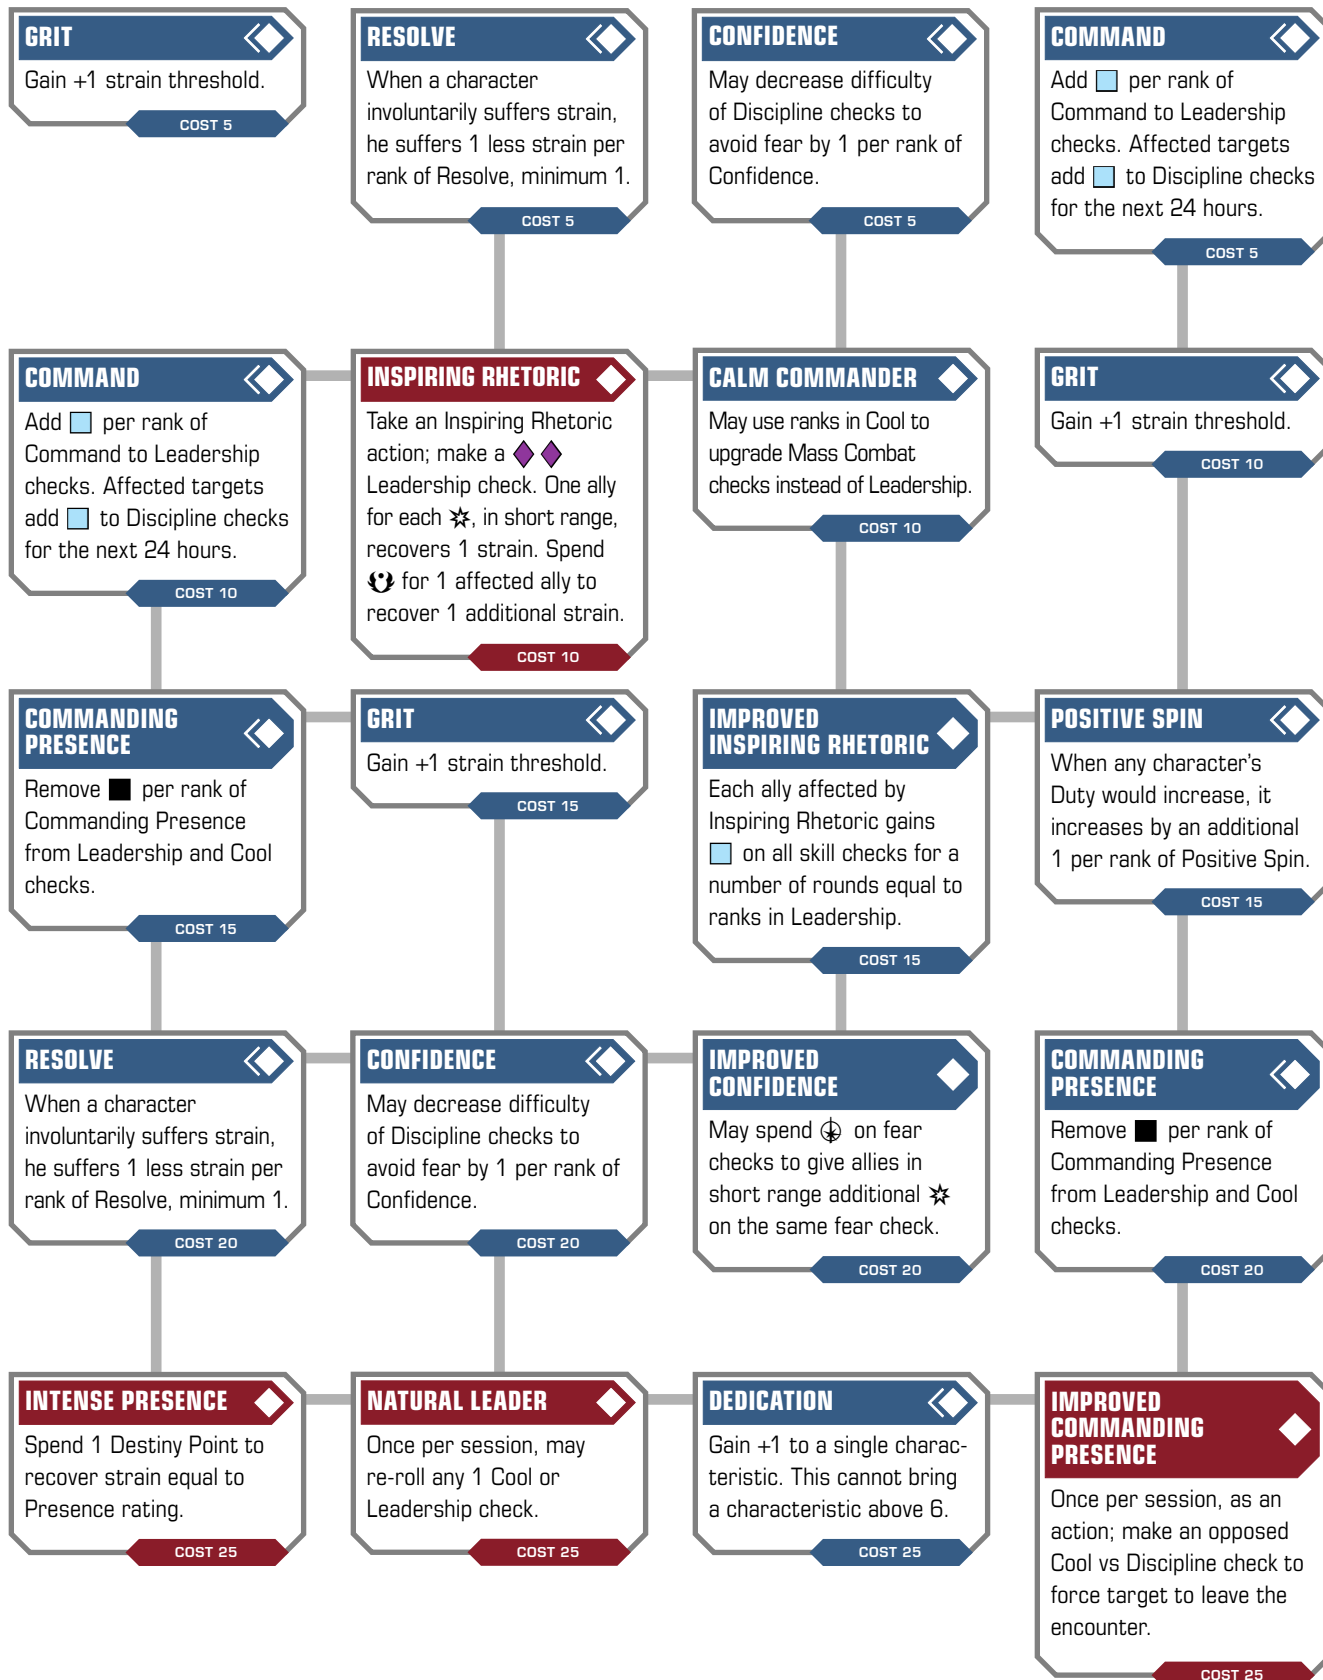 GRIT
Gain +1 strain threshold.
COST 5
RESOLVE
When a character
involuntarily suffers strain,
he suffers 1 less strain per
rank of Resolve, minimum 1.
COST 5
CONFIDENCE
May decrease difficulty
of Discipline checks to
avoid fear by 1 per rank of
Confidence.
COST 5
COMMAND
Add per rank of
Command to Leadership
checks. Affected targets
add to Discipline checks
for the next 24 hours.
COST 5
COMMAND
Add per rank of
Command to Leadership
checks. Affected targets
add to Discipline checks
for the next 24 hours.
COST 10
INSPIRING RHETORIC
Take an Inspiring Rhetoric
action; make a
Leadership check. One ally
for each , in short range,
recovers 1 strain. Spend
for 1 affected ally to
recover 1 additional strain.
COST 10
CALM COMMANDER
May use ranks in Cool to
upgrade Mass Combat
checks instead of Leadership.
COST 10
GRIT
Gain +1 strain threshold.
COST 10
COMMANDING
PRESENCE
Remove per rank of
Commanding Presence
from Leadership and Cool
checks.
COST 15
GRIT
Gain +1 strain threshold.
COST 15
IMPROVED
INSPIRING RHETORIC
Each ally affected by
Inspiring Rhetoric gains
on all skill checks for a
number of rounds equal to
ranks in Leadership.
COST 15
POSITIVE SPIN
When any character's
Duty would increase, it
increases by an additional
1 per rank of Positive Spin.
COST 15
RESOLVE
When a character
involuntarily suffers strain,
he suffers 1 less strain per
rank of Resolve, minimum 1.
COST 20
CONFIDENCE
May decrease difficulty
of Discipline checks to
avoid fear by 1 per rank of
Confidence.
COST 20
IMPROVED
CONFIDENCE
May spend on fear
checks to give allies in
short range additional
on the same fear check.
COST 20
COMMANDING
PRESENCE
Remove per rank of
Commanding Presence
from Leadership and Cool
checks.
COST 20
INTENSE PRESENCE
Spend 1 Destiny Point to
recover strain equal to
Presence rating.
COST 25
NATURAL LEADER
Once per session, may
re-roll any 1 Cool or
Leadership check.
COST 25
DEDICATION
Gain +1 to a single charac-
teristic. This cannot bring
a characteristic above 6.
COST 25
IMPROVED
COMMANDING
PRESENCE
Once per session, as an
action; make an opposed
Cool vs Discipline check to
force target to leave the
encounter.
COST 25